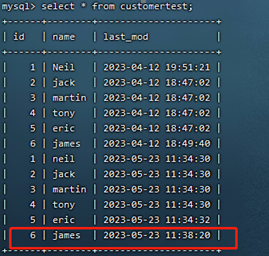 mysql> select * from customertest;
+------+--------+---------------------+
| id | name | last_mod |
+------+--------+---------------------+
| 1 | Neil | 2023-04-12 19:51:21 |
| 2 | jack | 2023-04-12 18:47:02 |
| 3 | martin | 2023-04-12 18:47:02 |
| 4 | tony | 2023-04-12 18:47:02 |
| 5 | eric | 2023-04-12 18:47:02 |
| 6 | james | 2023-04-12 18:49:40 |
| 1 | neil | 2023-05-23 11:34:30 |
| 2 | jack | 2023-05-23 11:34:30 |
| 3 | martin | 2023-05-23 11:34:30 |
| 4 | tony | 2023-05-23 11:34:30 |
| 5 | eric | 2023-05-23 11:34:32 |
| 6 | james | 2023-05-23 11:38:20 |
+------+--------+---------------------+